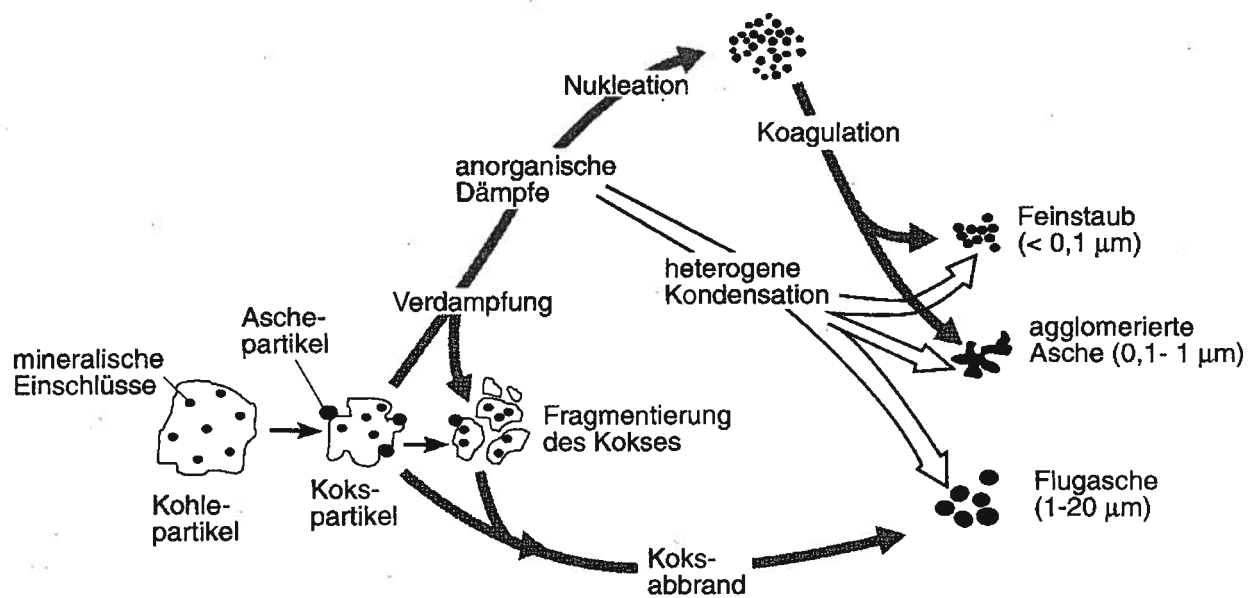 Nukleation
Koagulation
anorganische
Dämpfe
Feinstaub
(< 0,1 µm)
heterogene
Kondensation
Verdampfung
Asche-
partikel
agglomerierte
Asche (0,1- 1 µm)
mineralische
Einschlüsse
Fragmentierung
des Kokses
Kohle-
partikel
Koks-
partikel
Flugasche
(1-20 µm)
Koks-
abbrand